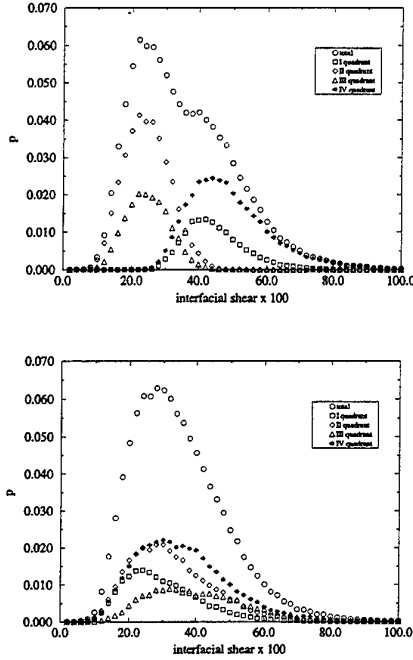 0.070
0.060
0.050
0.040
0.030
0.020
0.010
0.000
p
0.0 20.0 40.0 60.0 80.0 100.0
interfacial shear x 100
total
I quadrant
II quadrant
III quadrant
IV quadrant
0.070
0.060
0.050
0.040
0.030
0.020
0.010
0.000
p
0.0 20.0 40.0 60.0 80.0 100.0
interfacial shear x 100
total
I quadrant
II quadrant
III quadrant
IV quadrant